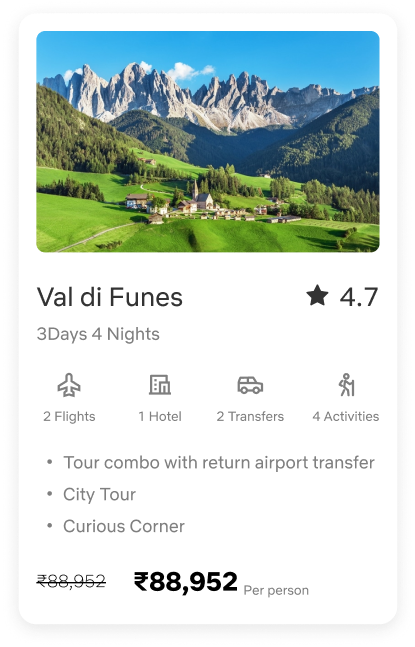 Val di Funes
4.7
3Days 4 Nights
2 Flights
1 Hotel
2 Transfers
4 Activities
• Tour combo with return airport transfer
• City Tour
• Curious Corner
₹88,952 ₹88,952 Per person